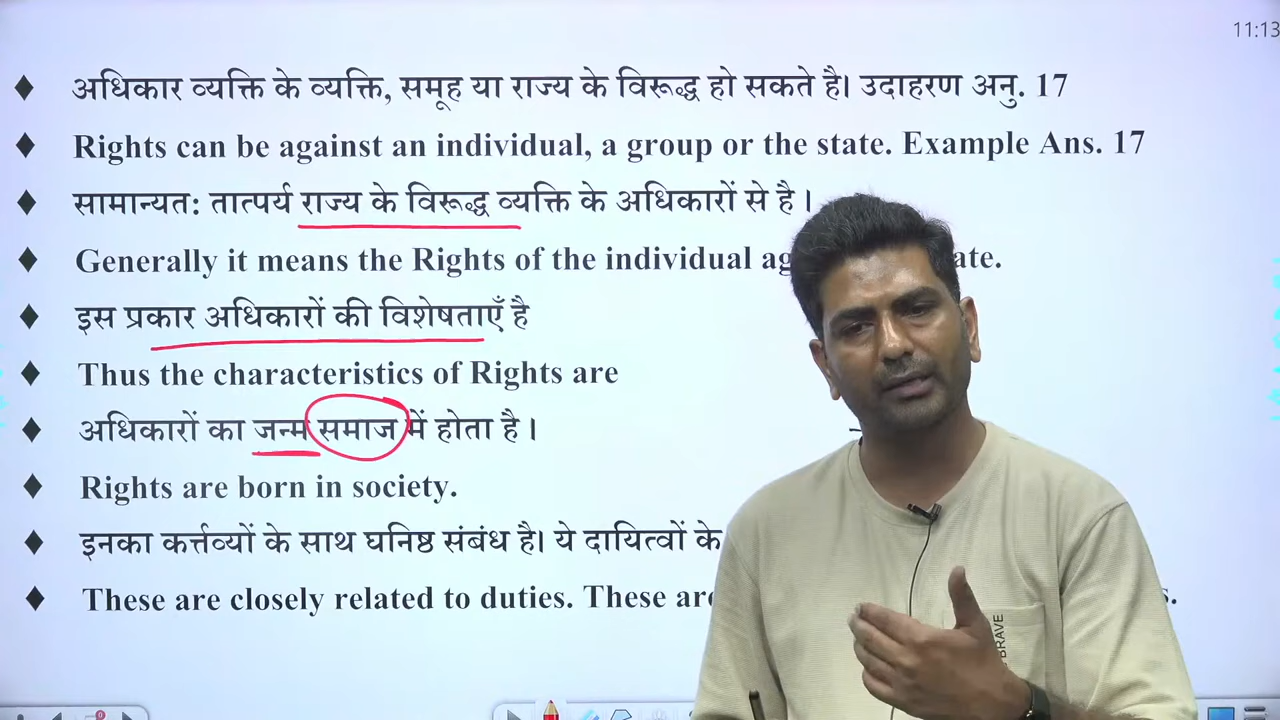 11:13
♦ अधिकार व्यक्ति के व्यक्ति, समूह या राज्य के विरूद्ध हो सकते है। उदाहरण अनु. 17
♦ Rights can be against an individual, a group or the state. Example Ans. 17
♦ सामान्यत: तात्पर्य राज्य के विरूद्ध व्यक्ति के अधिकारों से है।
♦ Generally it means the Rights of the individual
♦ इस प्रकार अधिकारों की विशेषताएँ है
♦ Thus the characteristics of Rights are
♦ अधिकारों का जन्म समाज में होता है।
♦ Rights are born in society.
♦ इनका कर्त्तव्यों के साथ घनिष्ठ संबंध है। ये दायित्वों के
♦ These are closely related to duties. These are
BRAVE